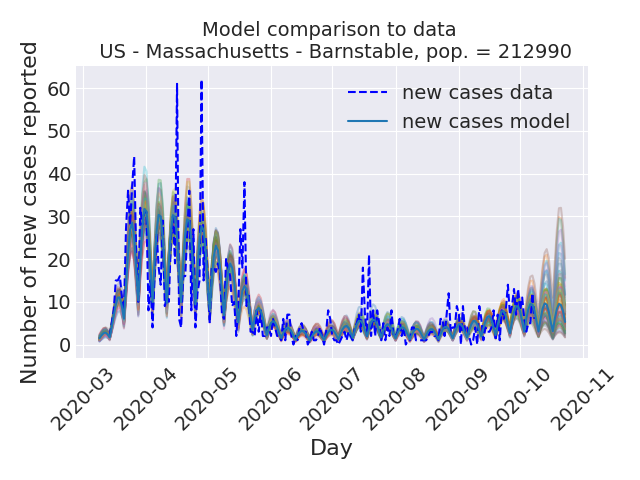 Model comparison to data
US - Massachusetts - Barnstable, pop. = 212990
Number of new cases reported
60
50
40
30
20
10
0
new cases data
new cases model
2020-03
2020-04
2020-05
2020-06
2020-07
2020-08
2020-09
2020-10
2020-11
Day